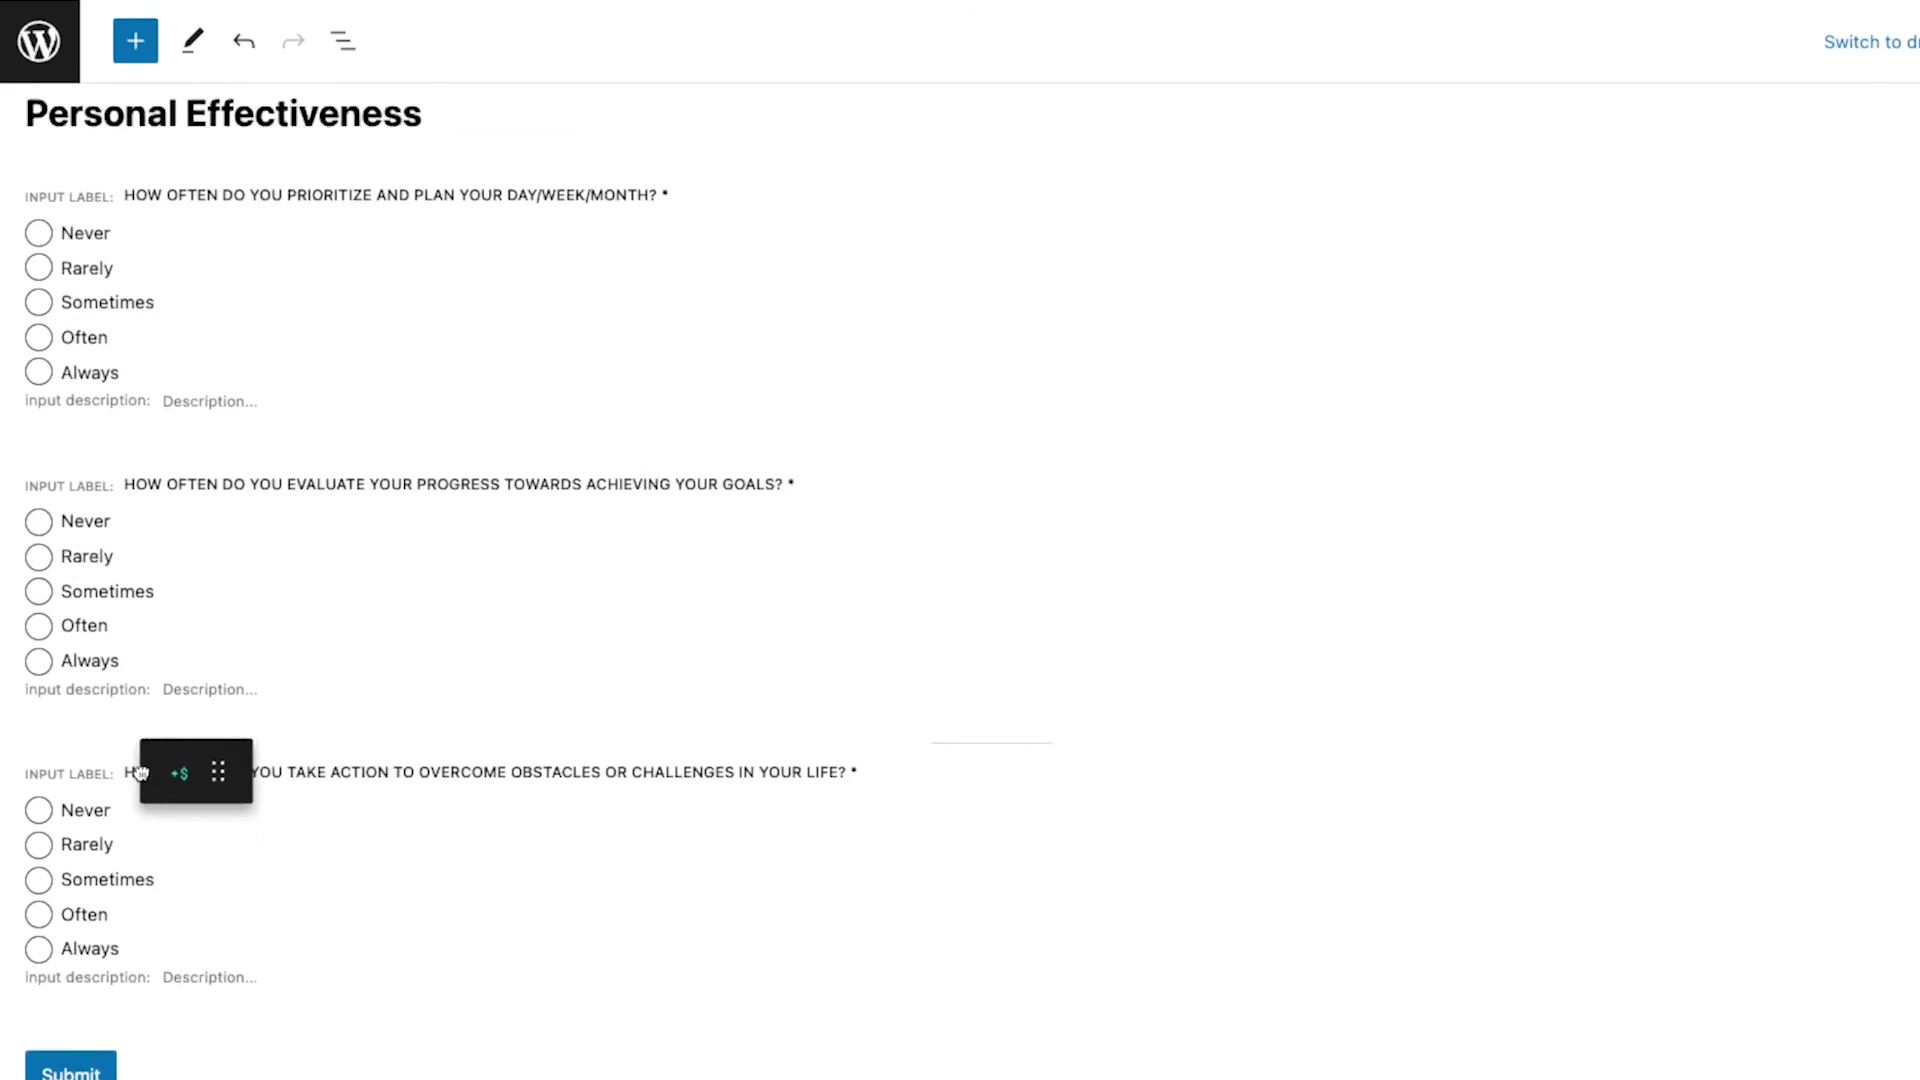 Switch to d
Personal Effectiveness
INPUT LABEL: HOW OFTEN DO YOU PRIORITIZE AND PLAN YOUR DAY/WEEK/MONTH? *
Never
Rarely
Sometimes
Often
Always
input description: Description...
INPUT LABEL: HOW OFTEN DO YOU EVALUATE YOUR PROGRESS TOWARDS ACHIEVING YOUR GOALS? *
Never
Rarely
Sometimes
Often
Always
input description: Description...
INPUT LABEL: YOU TAKE ACTION TO OVERCOME OBSTACLES OR CHALLENGES IN YOUR LIFE? *
Never
Rarely
Sometimes
Often
Always
input description: Description...
Submit